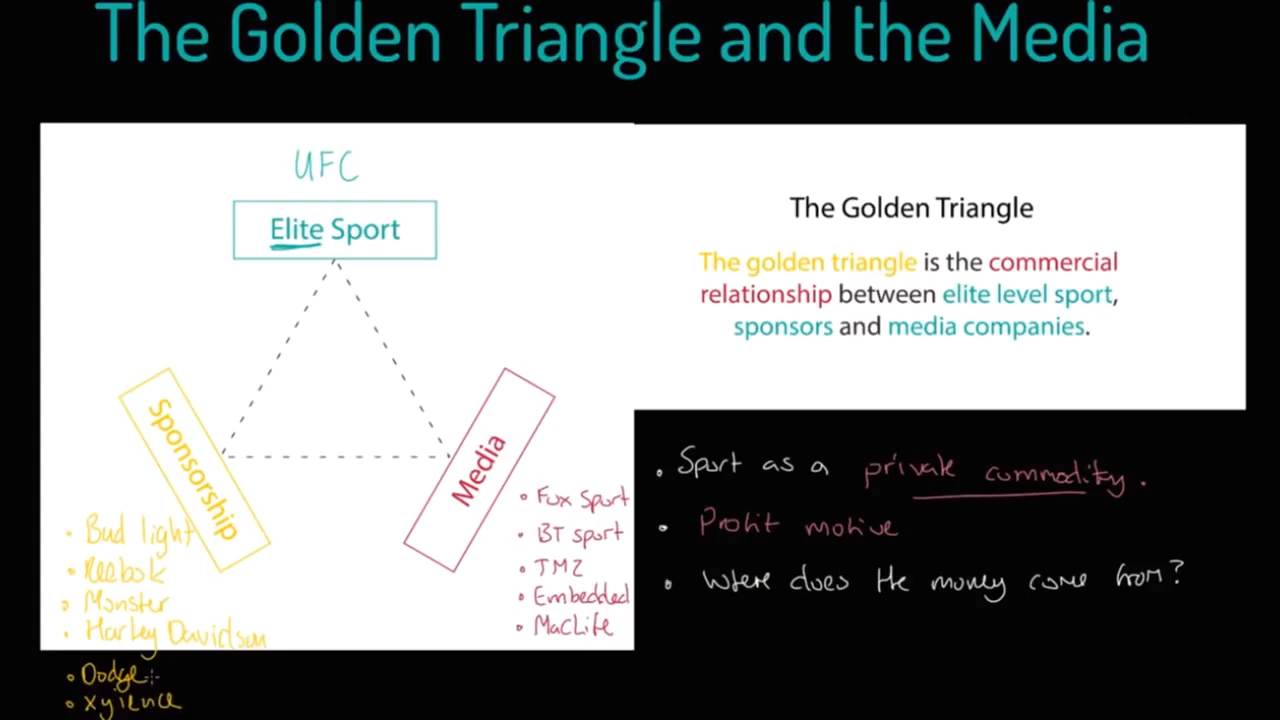 The Golden Triangle and the Media
UFC
Elite Sport
Sponsorship
Media
• Bud light
• Reebok
• Monster
• Harley Davidson
• Dodge
• Xyience
• Fox Sport
• BT sport
• TMZ
• Embedded
• MacLife
The Golden Triangle
The golden triangle is the commercial
relationship between elite level sport,
sponsors and media companies.
• Sport as a private commodity.
• Profit motive
• Where does the money come from?